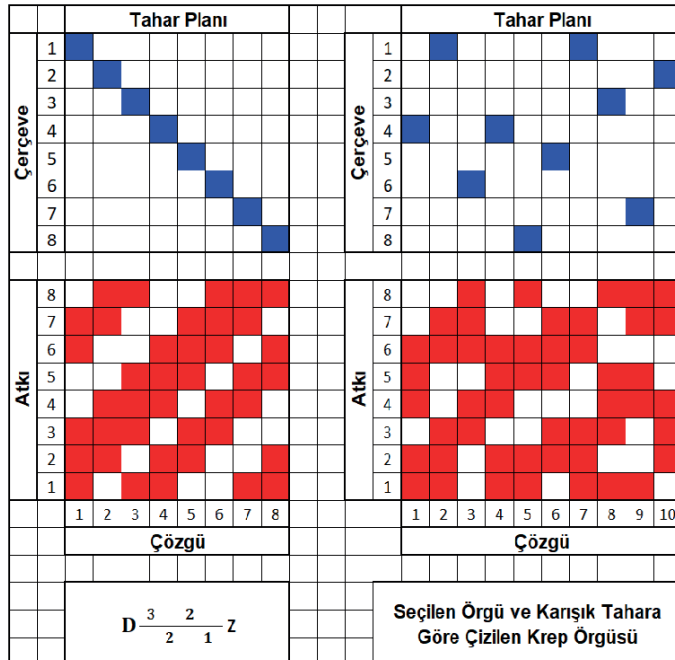 Tahar Planı
Tahar Planı
Çerçeve
1
2
3
4
5
6
7
8
Çerçeve
1
2
3
4
5
6
7
8
Atkı
8
7
6
5
4
3
2
1
Atkı
8
7
6
5
4
3
2
1
1 2 3 4 5 6 7 8
1 2 3 4 5 6 7 8 9 10
Çözgü
Çözgü
D 3 2 Z
2 1
Seçilen Örgü ve Karışık Tahara
Göre Çizilen Krep Örgüsü